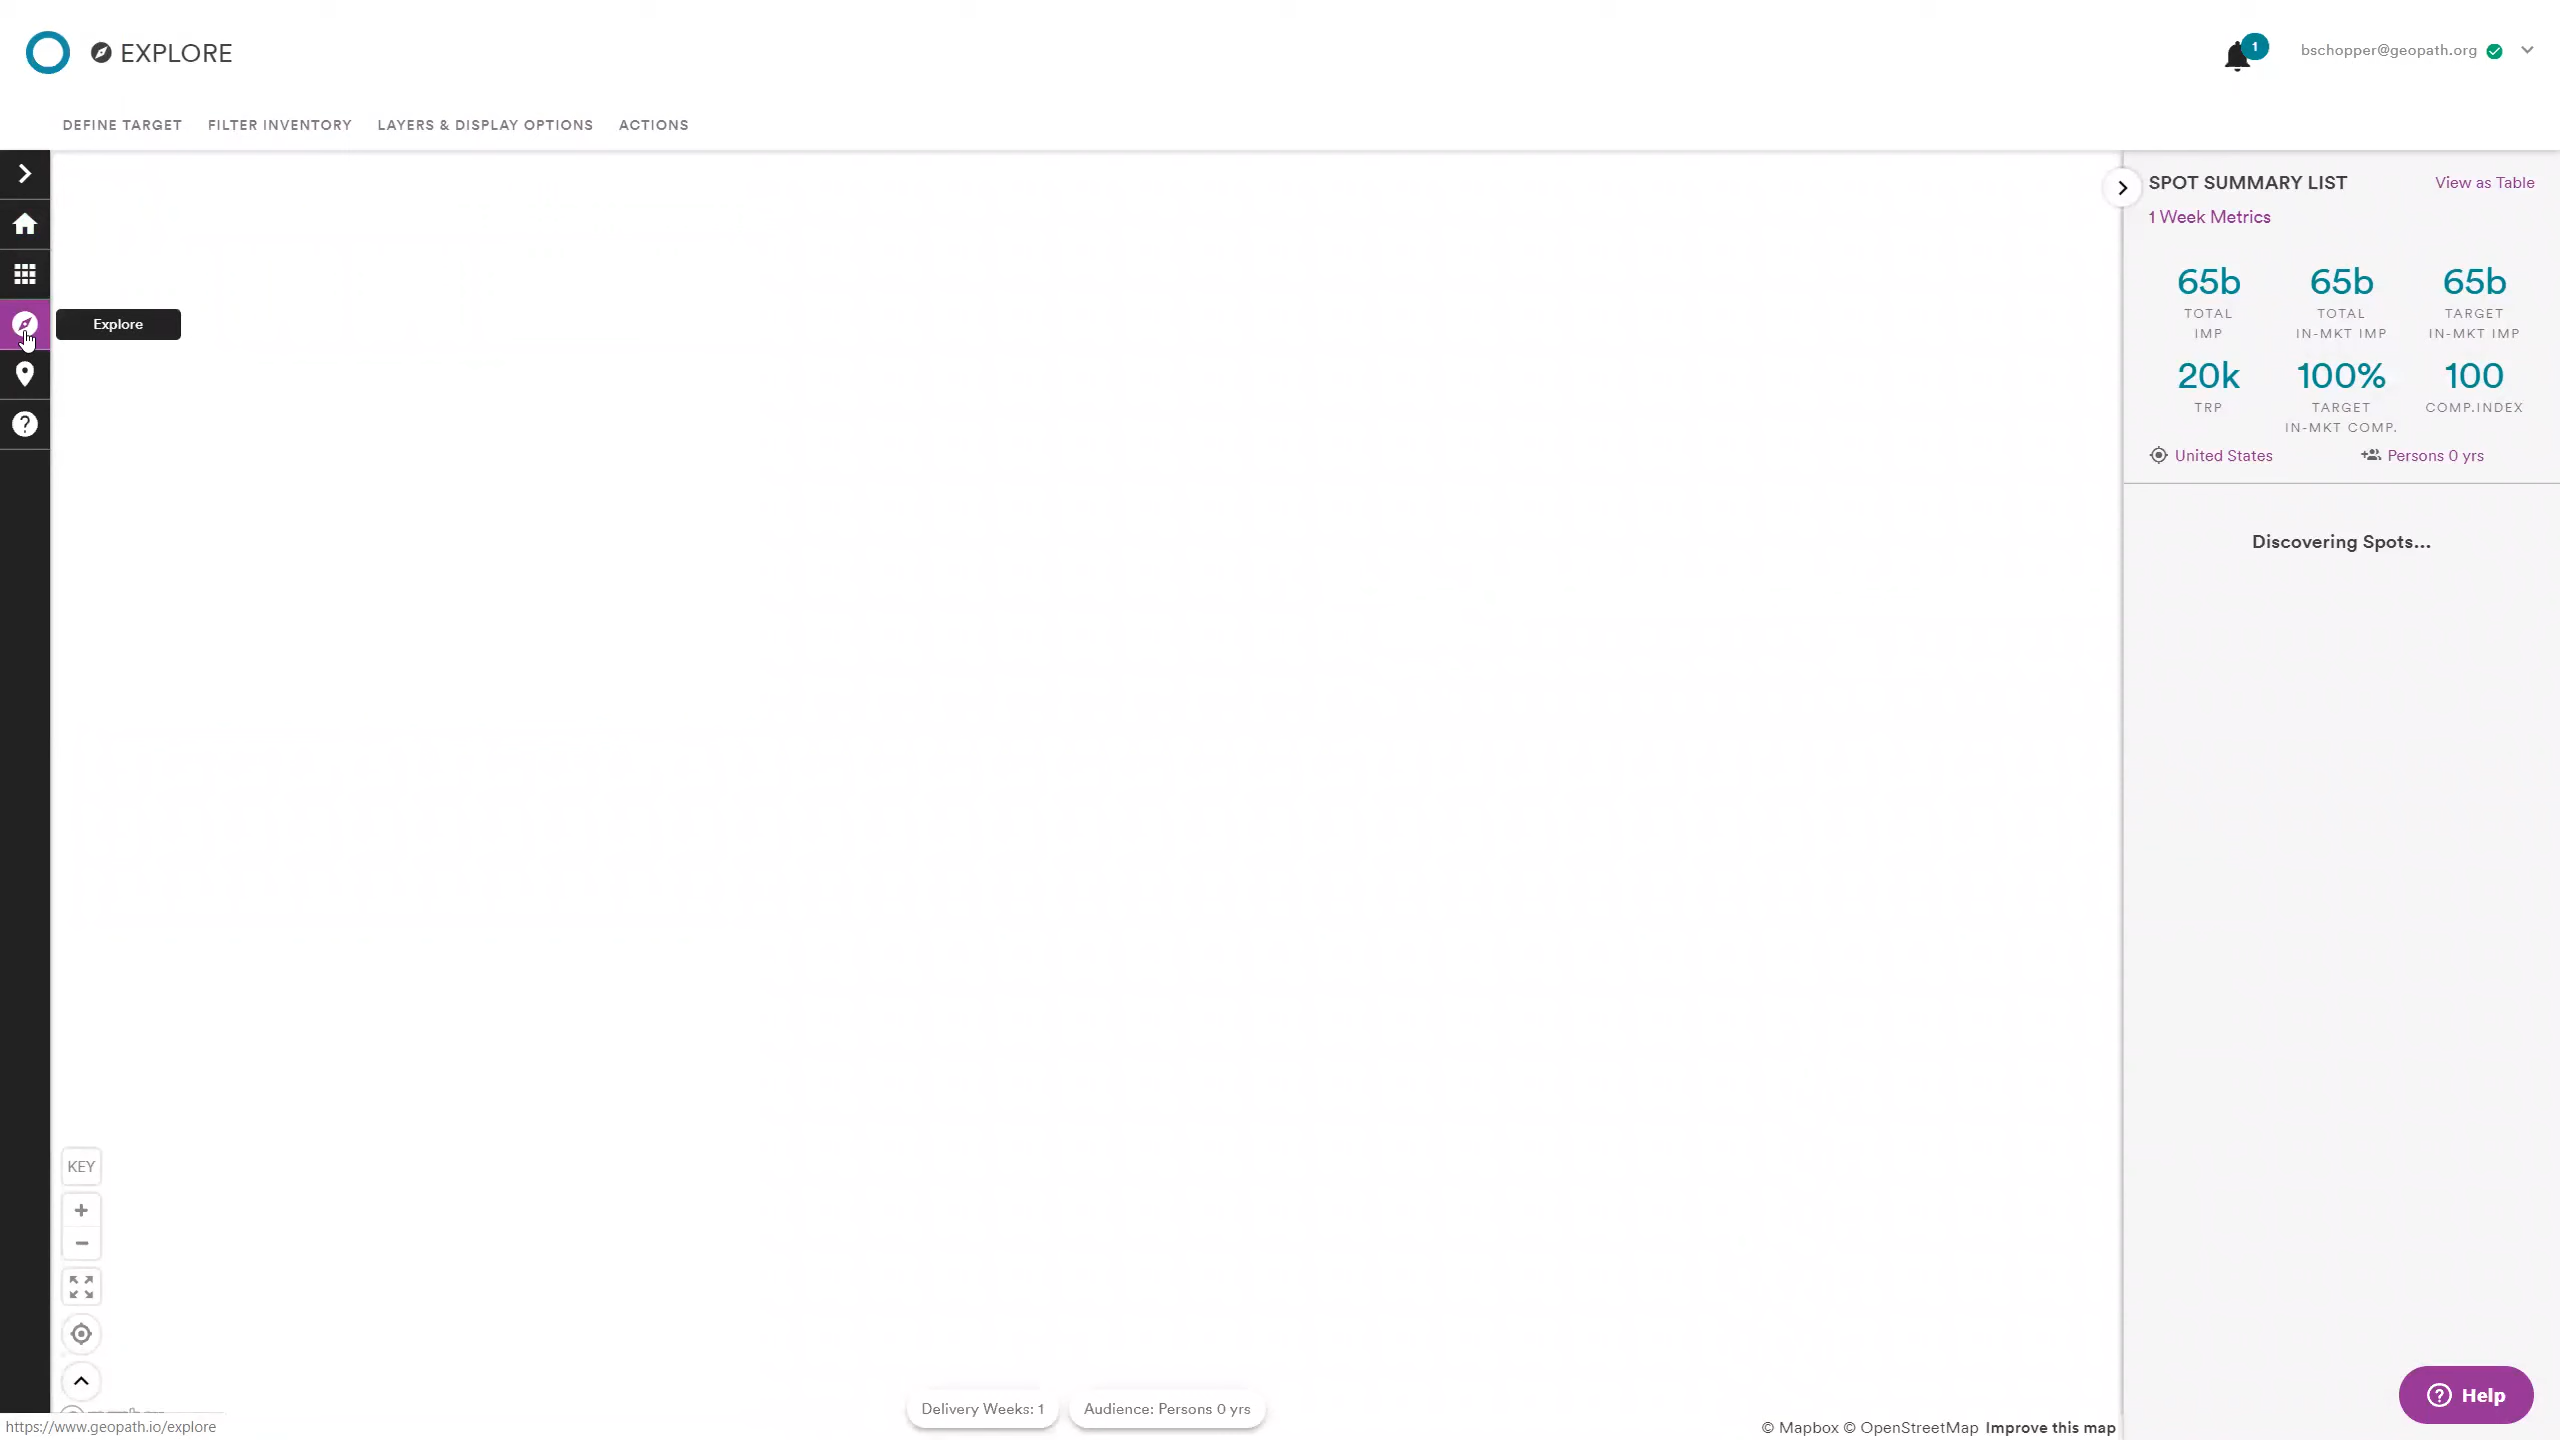 EXPLORE
1
bschopper@geopath.org
DEFINE TARGET
FILTER INVENTORY
LAYERS & DISPLAY OPTIONS
ACTIONS
Explore
SPOT SUMMARY LIST
View as Table
1 Week Metrics
65b
TOTAL
IMP
65b
TOTAL
IN-MKT IMP
65b
TARGET
IN-MKT IMP
20k
TRP
100%
TARGET
IN-MKT COMP.
100
COMP.INDEX
United States
Persons 0 yrs
Discovering Spots...
KEY
Delivery Weeks: 1
Audience: Persons 0 yrs
Help
https://www.geopath.io/explore
© Mapbox © OpenStreetMap Improve this map